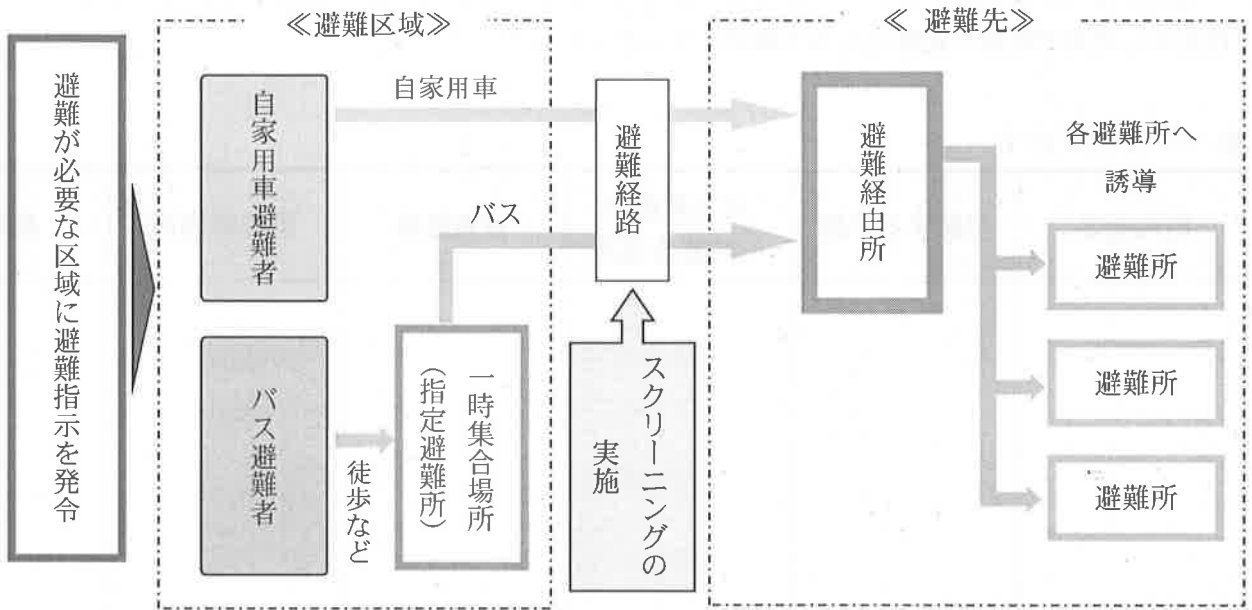 避難が必要な区域に避難指示を発令
≪避難区域≫
自家用車避難者
自家用車
バス避難者
徒歩など
一時集合場所
（指定避難所）
バス
避難経路
スクリーニングの
実施
≪ 避難先≫
避難経由所
各避難所へ
誘導
避難所
避難所
避難所